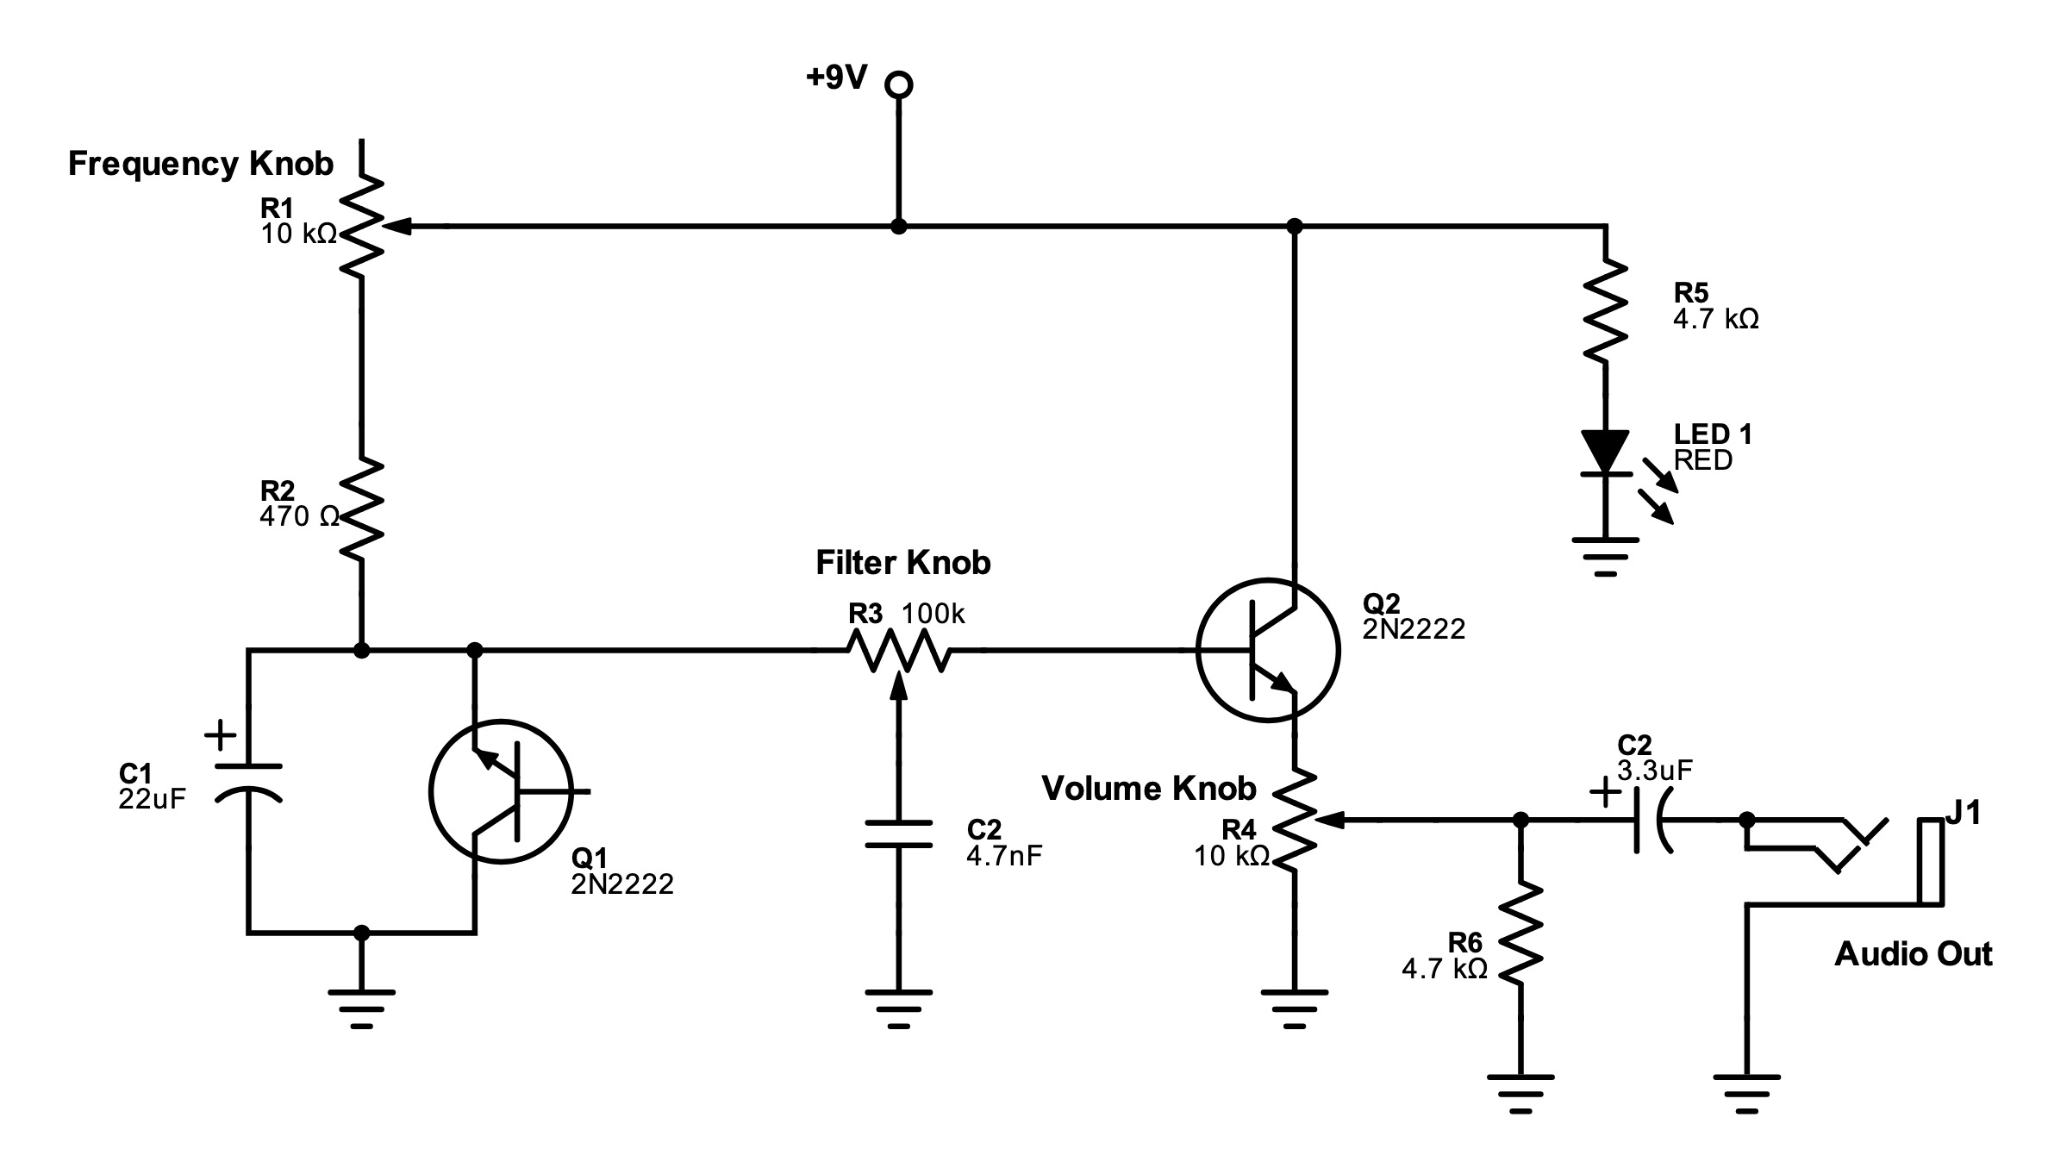 +9V
Frequency Knob
R1
10 kΩ
R5
4.7 kΩ
LED 1
RED
R2
470 Ω
Filter Knob
R3 100k
Q2
2N2222
+
C1
22uF
Q1
2N2222
C2
4.7nF
Volume Knob
R4
10 kΩ
C2
3.3uF
+
J1
R6
4.7 kΩ
Audio Out